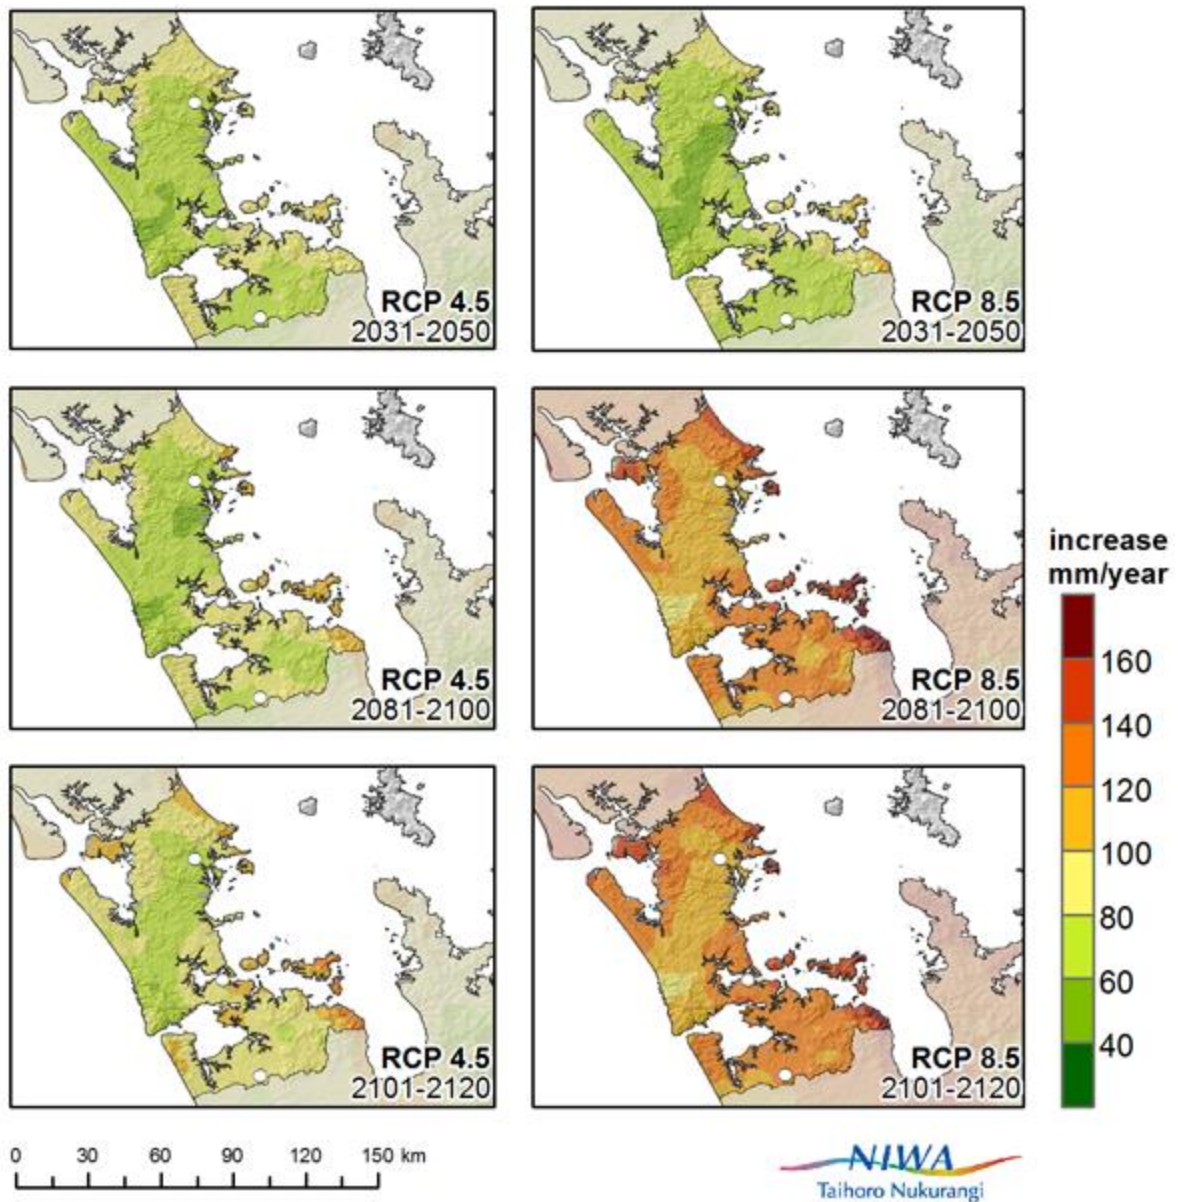 RCP 4.5
2031-2050
RCP 8.5
2031-2050
RCP 4.5
2081-2100
RCP 8.5
2081-2100
increase
mm/year
160
140
120
100
80
60
40
RCP 4.5
2101-2120
RCP 8.5
2101-2120
0 30 60 90 120 150 km
NIWA
Taihoro Nukurangi